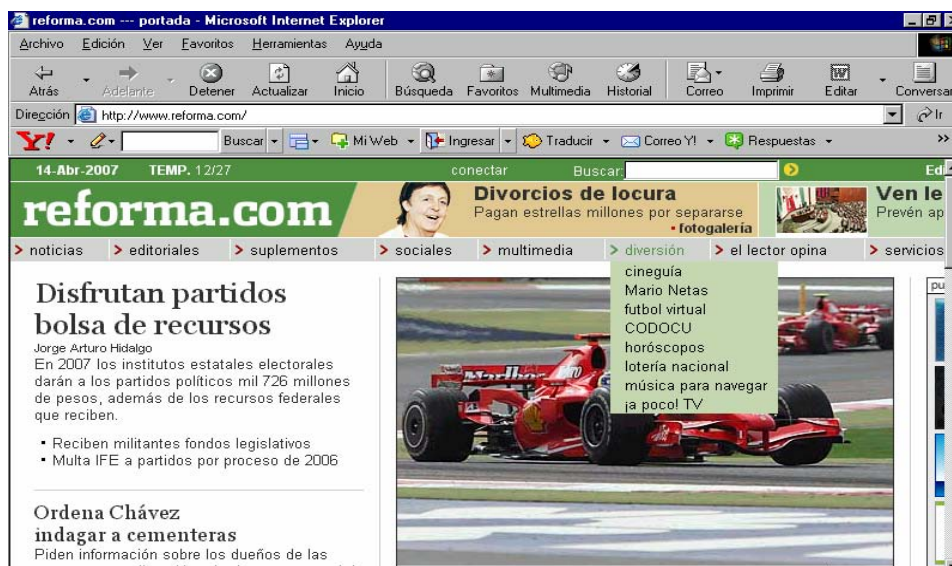 reforma.com --- portada - Microsoft Internet Explorer
Archivo Edición Ver Favoritos Herramientas Ayuda
Atrás Adelante Detener Actualizar Inicio Búsqueda Favoritos Multimedia Historial Correo Imprimir Editar Conversar
Dirección http://www.reforma.com/ Ir
Y! Buscar Mi Web Ingresar Traducir Correo Y! Respuestas »
14-Abr-2007 TEMP. 12/27 conectar Buscar:
reforma.com
Divorcios de locura
Pagan estrellas millones por separarse
• fotogalería
Ven le
Prevén ap
> noticias > editoriales > suplementos > sociales > multimedia > diversión > el lector opina > servicios
cineguía
Mario Netas
futbol virtual
CODOCU
horóscopos
lotería nacional
música para navegar
¡a poco! TV
Disfrutan partidos
bolsa de recursos
Jorge Arturo Hidalgo
En 2007 los institutos estatales electorales
darán a los partidos políticos mil 726 millones
de pesos, además de los recursos federales
que reciben.
▪ Reciben militantes fondos legislativos
▪ Multa IFE a partidos por proceso de 2006
Ordena Chávez
indagar a cementeras
Piden información sobre los dueños de las
Marlboro